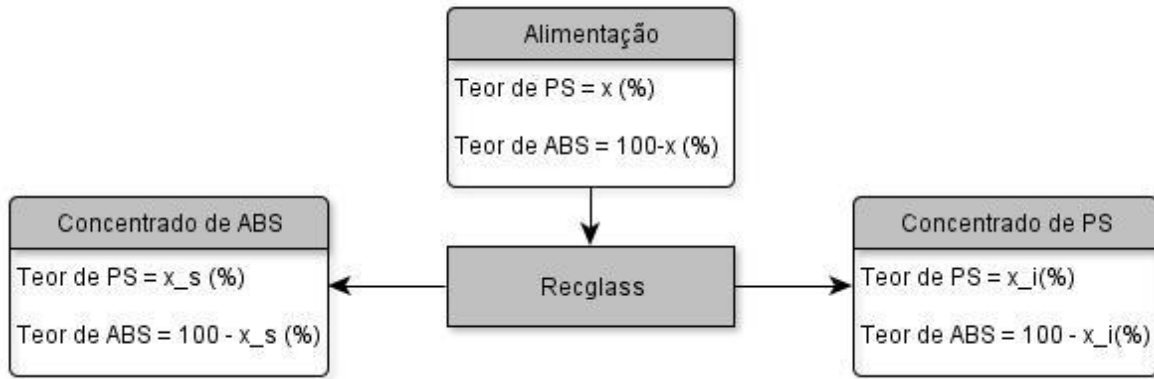 Alimentação
Teor de PS = x (%)
Teor de ABS = 100-x (%)
Concentrado de ABS
Teor de PS = x_s (%)
Teor de ABS = 100 - x_s (%)
Recglass
Concentrado de PS
Teor de PS = x_i(%)
Teor de ABS = 100 - x_i(%)